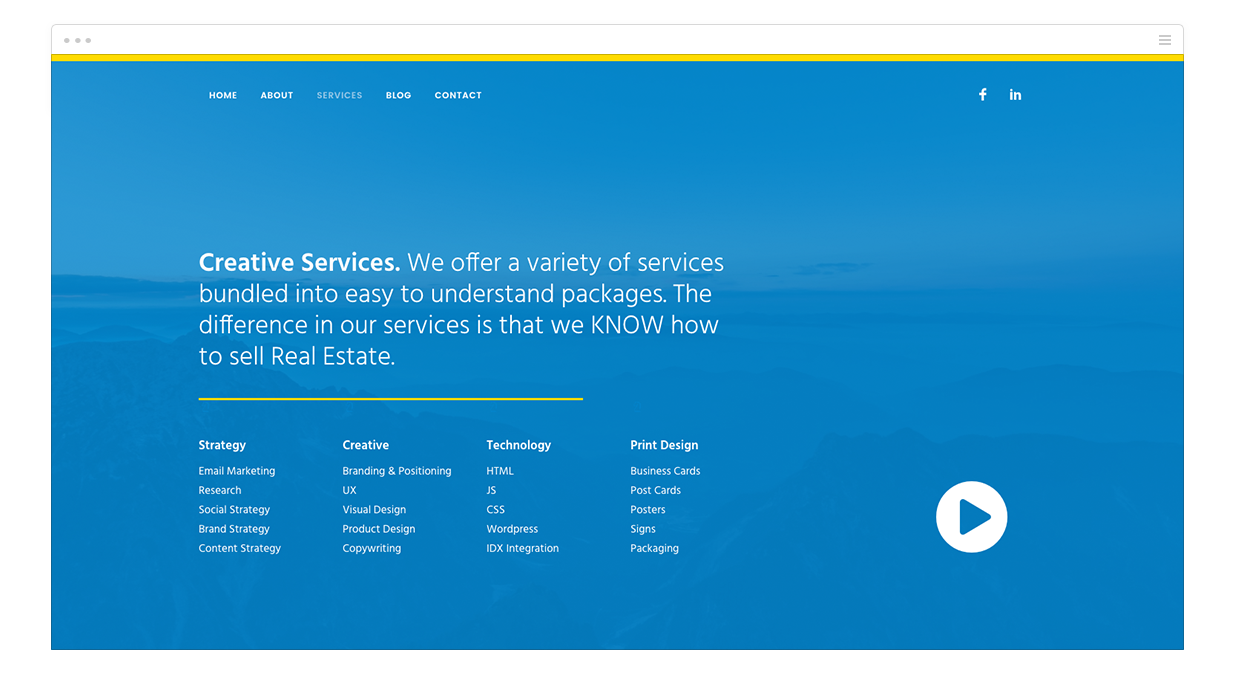 HOME ABOUT SERVICES BLOG CONTACT f in
Creative Services. We offer a variety of services
bundled into easy to understand packages. The
difference in our services is that we KNOW how
to sell Real Estate.
Strategy Creative Technology Print Design
Email Marketing Branding & Positioning HTML Business Cards
Research UX JS Post Cards
Social Strategy Visual Design CSS Posters
Brand Strategy Product Design Wordpress Signs
Content Strategy Copywriting IDX Integration Packaging